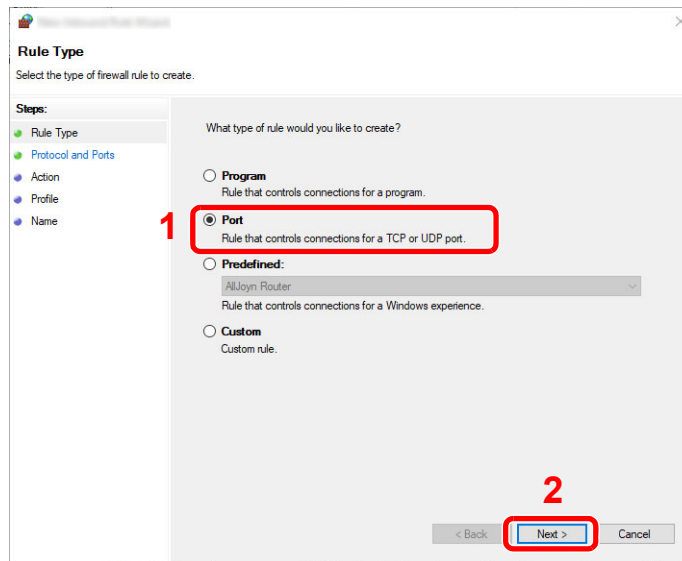 Rule Type
Select the type of firewall rule to create.
Steps:
Rule Type
Protocol and Ports
Action
Profile
Name
What type of rule would you like to create?
Program
Rule that controls connections for a program.
1
Port
Rule that controls connections for a TCP or UDP port.
Predefined:
AllJoyn Router
Rule that controls connections for a Windows experience.
Custom
Custom rule.
2
< Back
Next >
Cancel